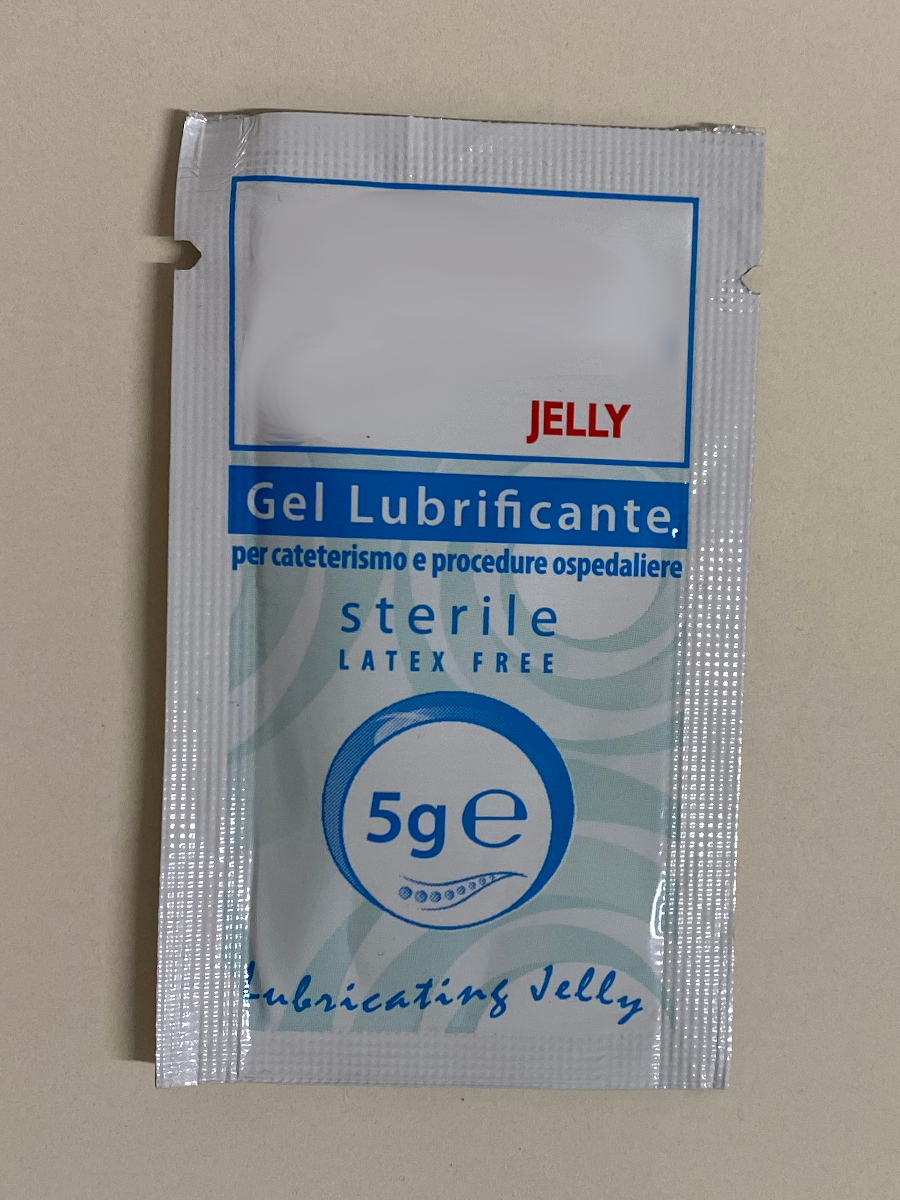 JELLY
Gel Lubrificante
per cateterismo e procedure ospedaliere
sterile
LATEX FREE
5g e
Lubricating Jelly